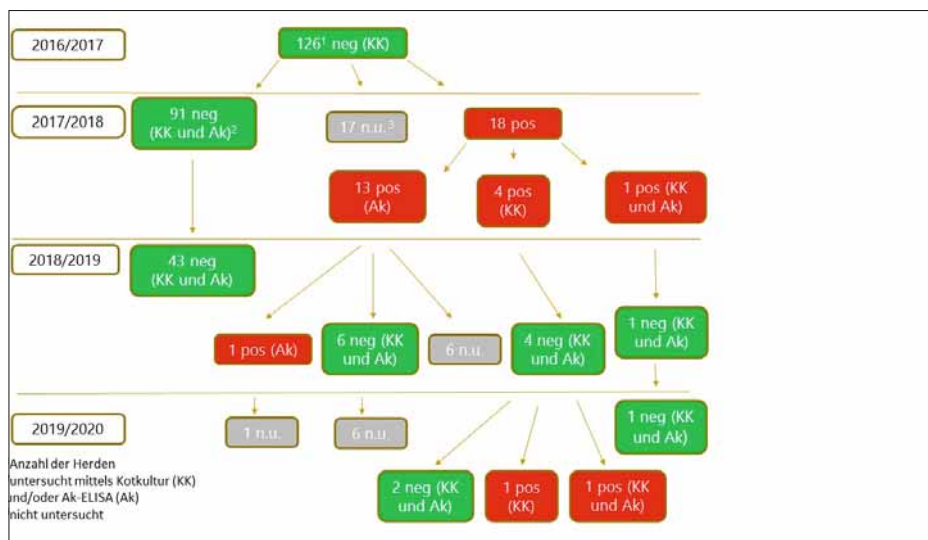 2016/2017
126¹ neg (KK)
2017/2018
91 neg
(KK und Ak)²
17 n.u.³
18 pos
13 pos
(Ak)
4 pos
(KK)
1 pos (KK
und Ak)
2018/2019
43 neg
(KK und Ak)
1 pos (Ak)
6 neg (KK
und Ak)
6 n.u.
4 neg (KK
und Ak)
1 neg (KK
und Ak)
2019/2020
1 n.u.
6 n.u.
1 neg (KK
und Ak)
2 neg (KK
und Ak)
1 pos
(KK)
1 pos (KK
und Ak)
Anzahl der Herden
untersucht mittels Kotkultur (KK)
und/oder Ak-ELISA (Ak)
nicht untersucht